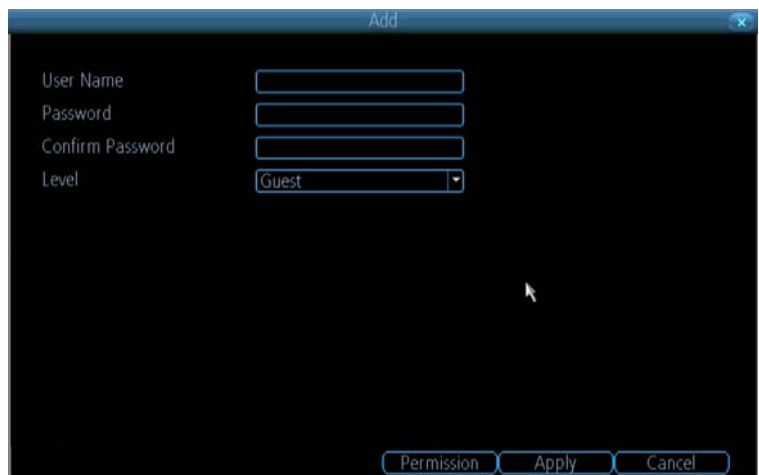 Add
User Name
Password
Confirm Password
Level Guest
Permission Apply Cancel